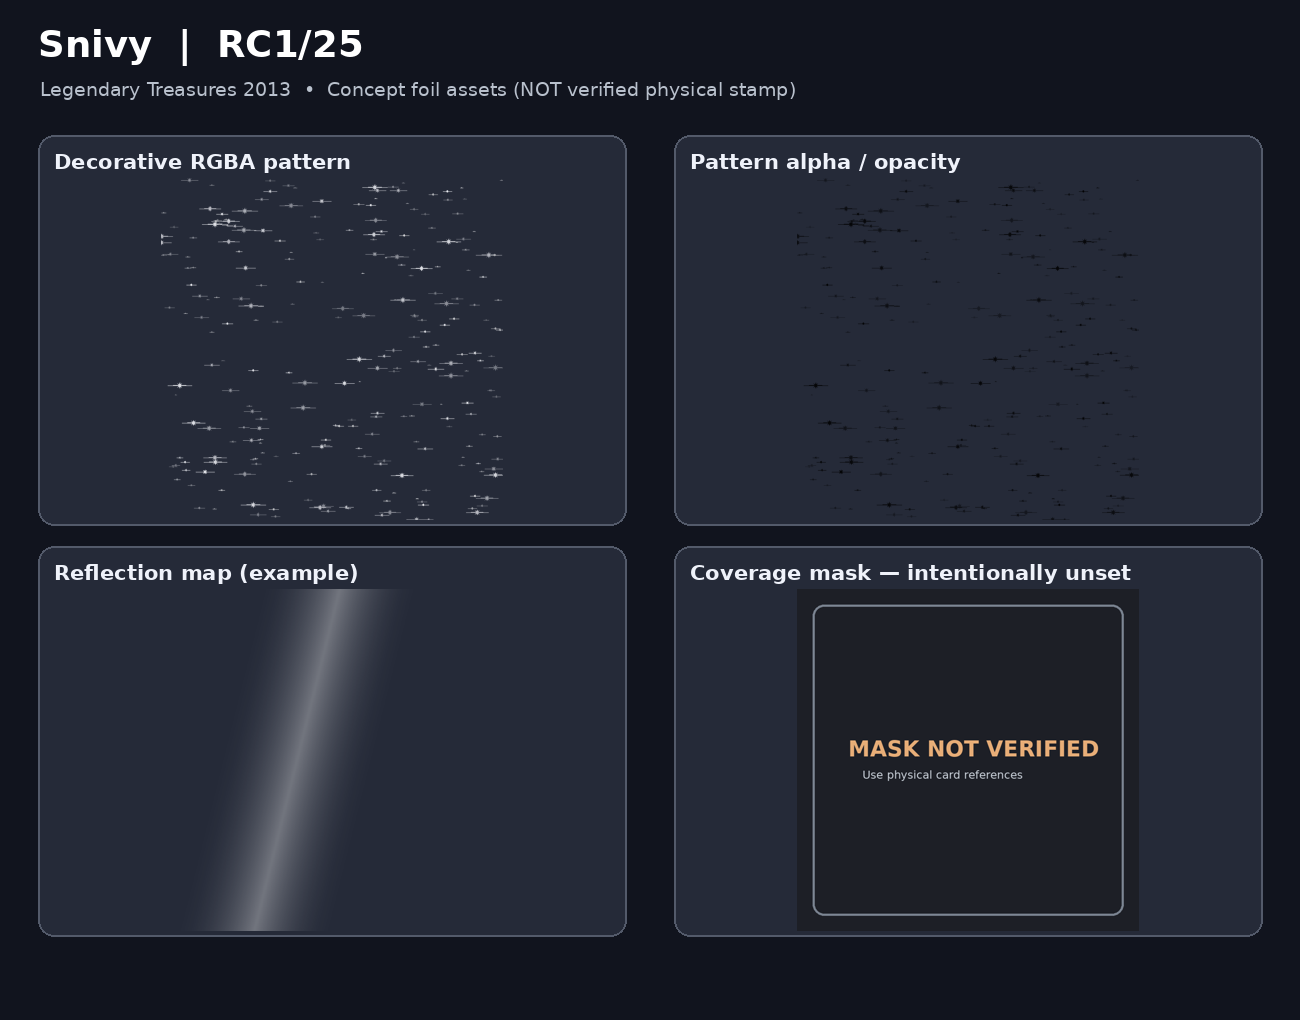 Snivy | RC1/25
Legendary Treasures 2013 • Concept foil assets (NOT verified physical stamp)
Decorative RGBA pattern
Pattern alpha / opacity
Reflection map (example)
Coverage mask — intentionally unset
MASK NOT VERIFIED
Use physical card references